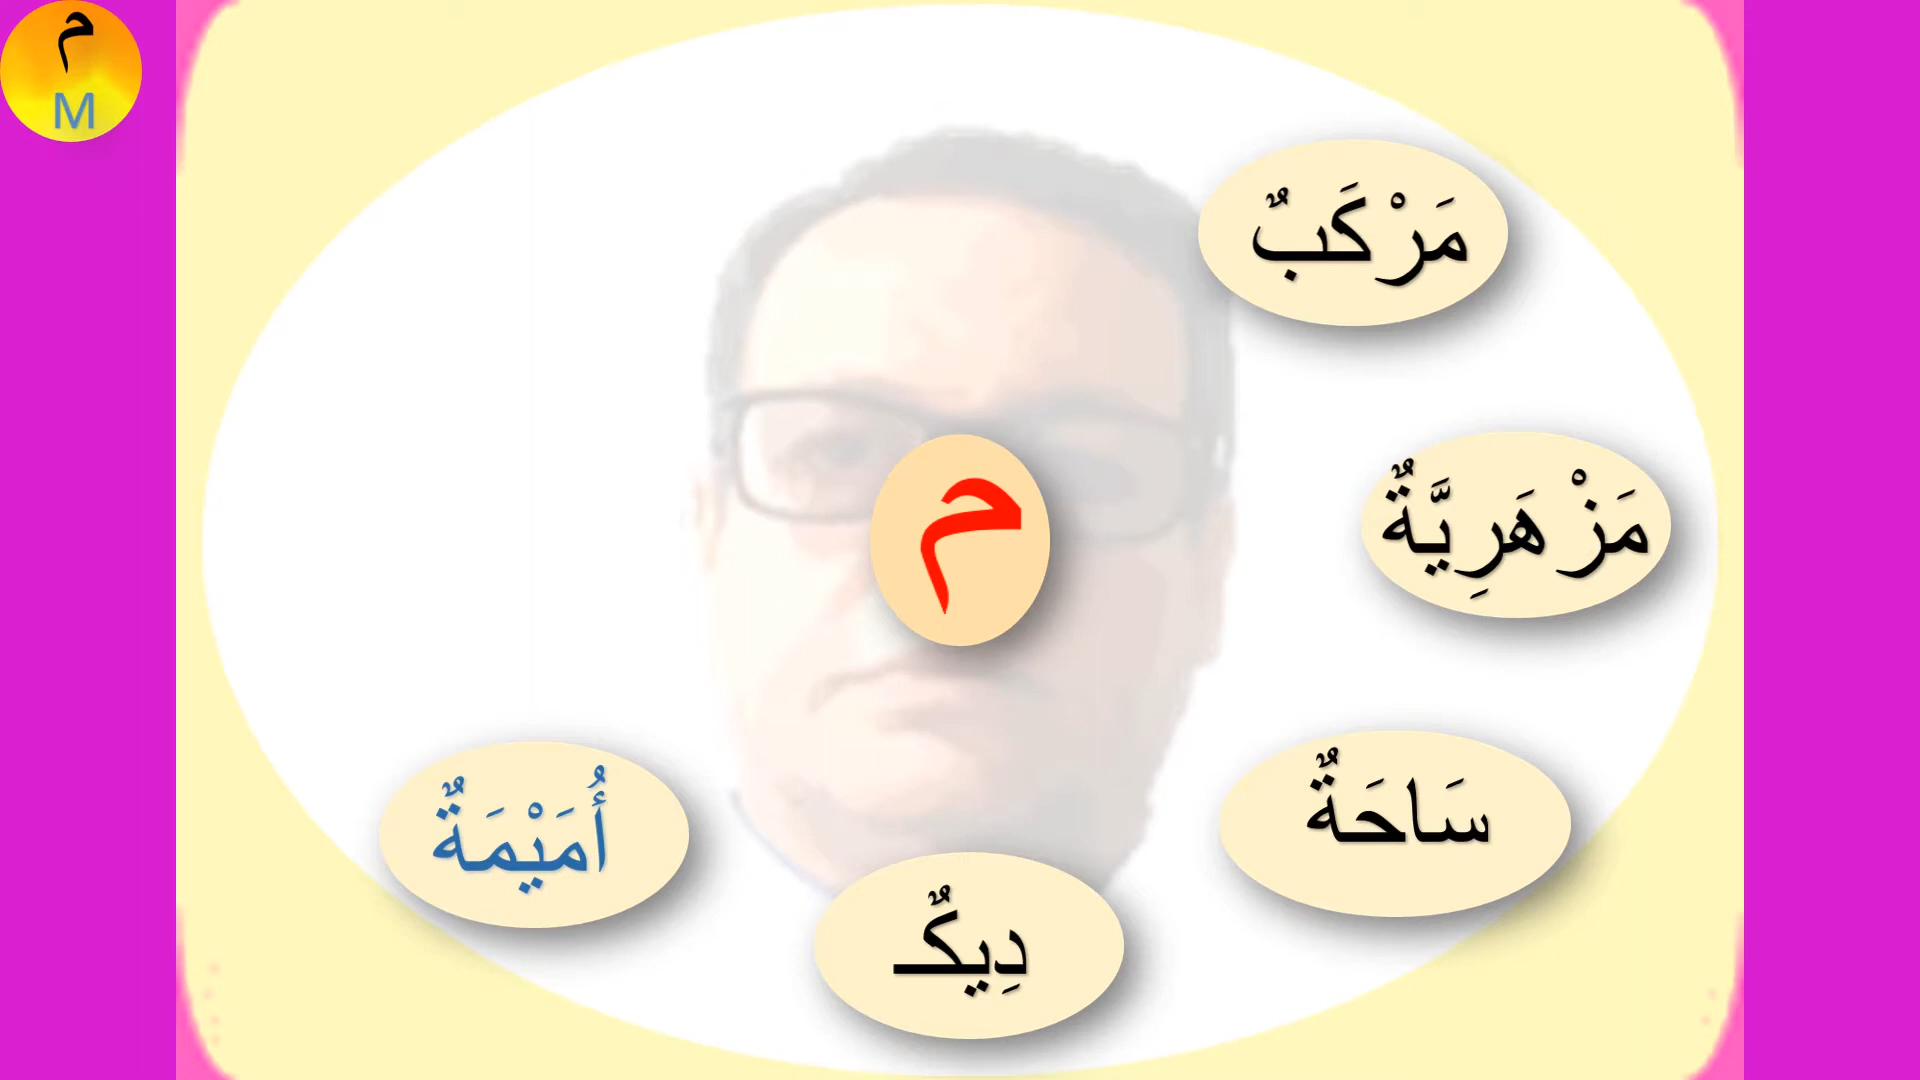 م
M
مَرْكَبٌ
مَزْهَرِيَّةٌ
م
سَاحَةٌ
أُمَيْمَةٌ
دِيكٌـ